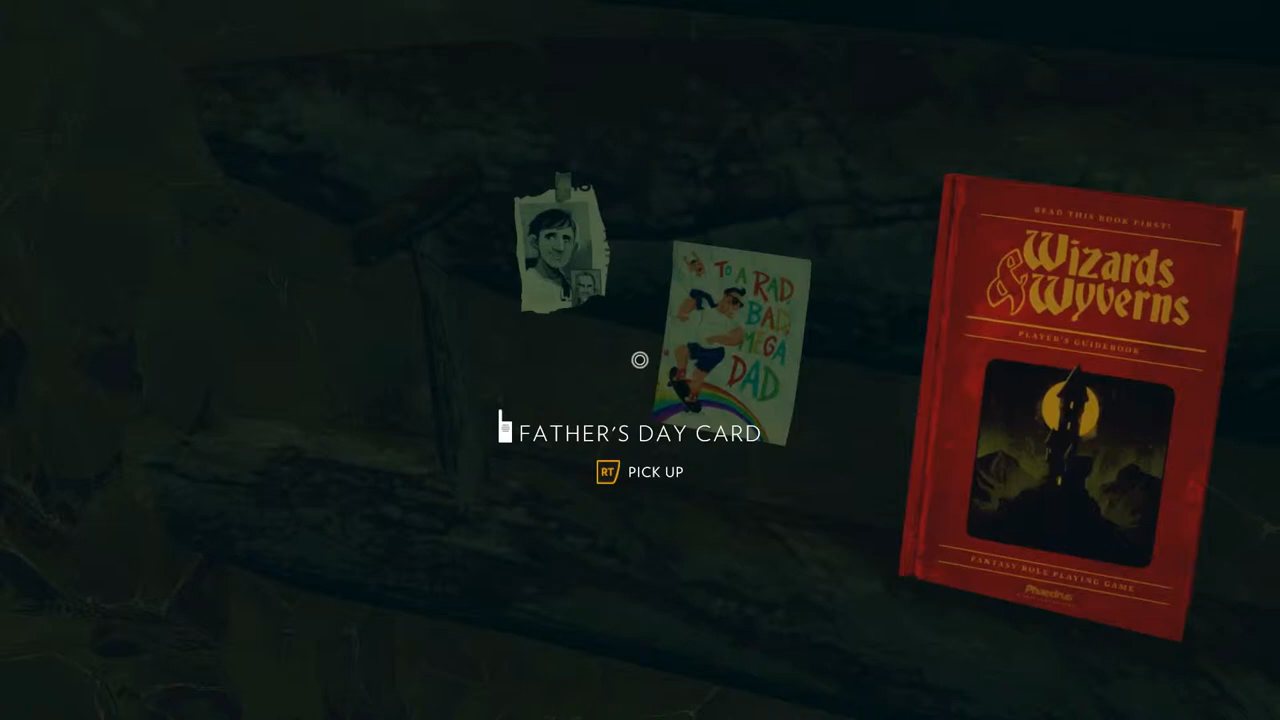 TO A RAD
BAD
MEGA
DAD
FATHER'S DAY CARD
RT PICK UP
READ THIS BOOK FIRST!
Wizards
& Wyverns
PLAYER'S GUIDEBOOK
FANTASY ROLE PLAYING GAME
Phaedrus